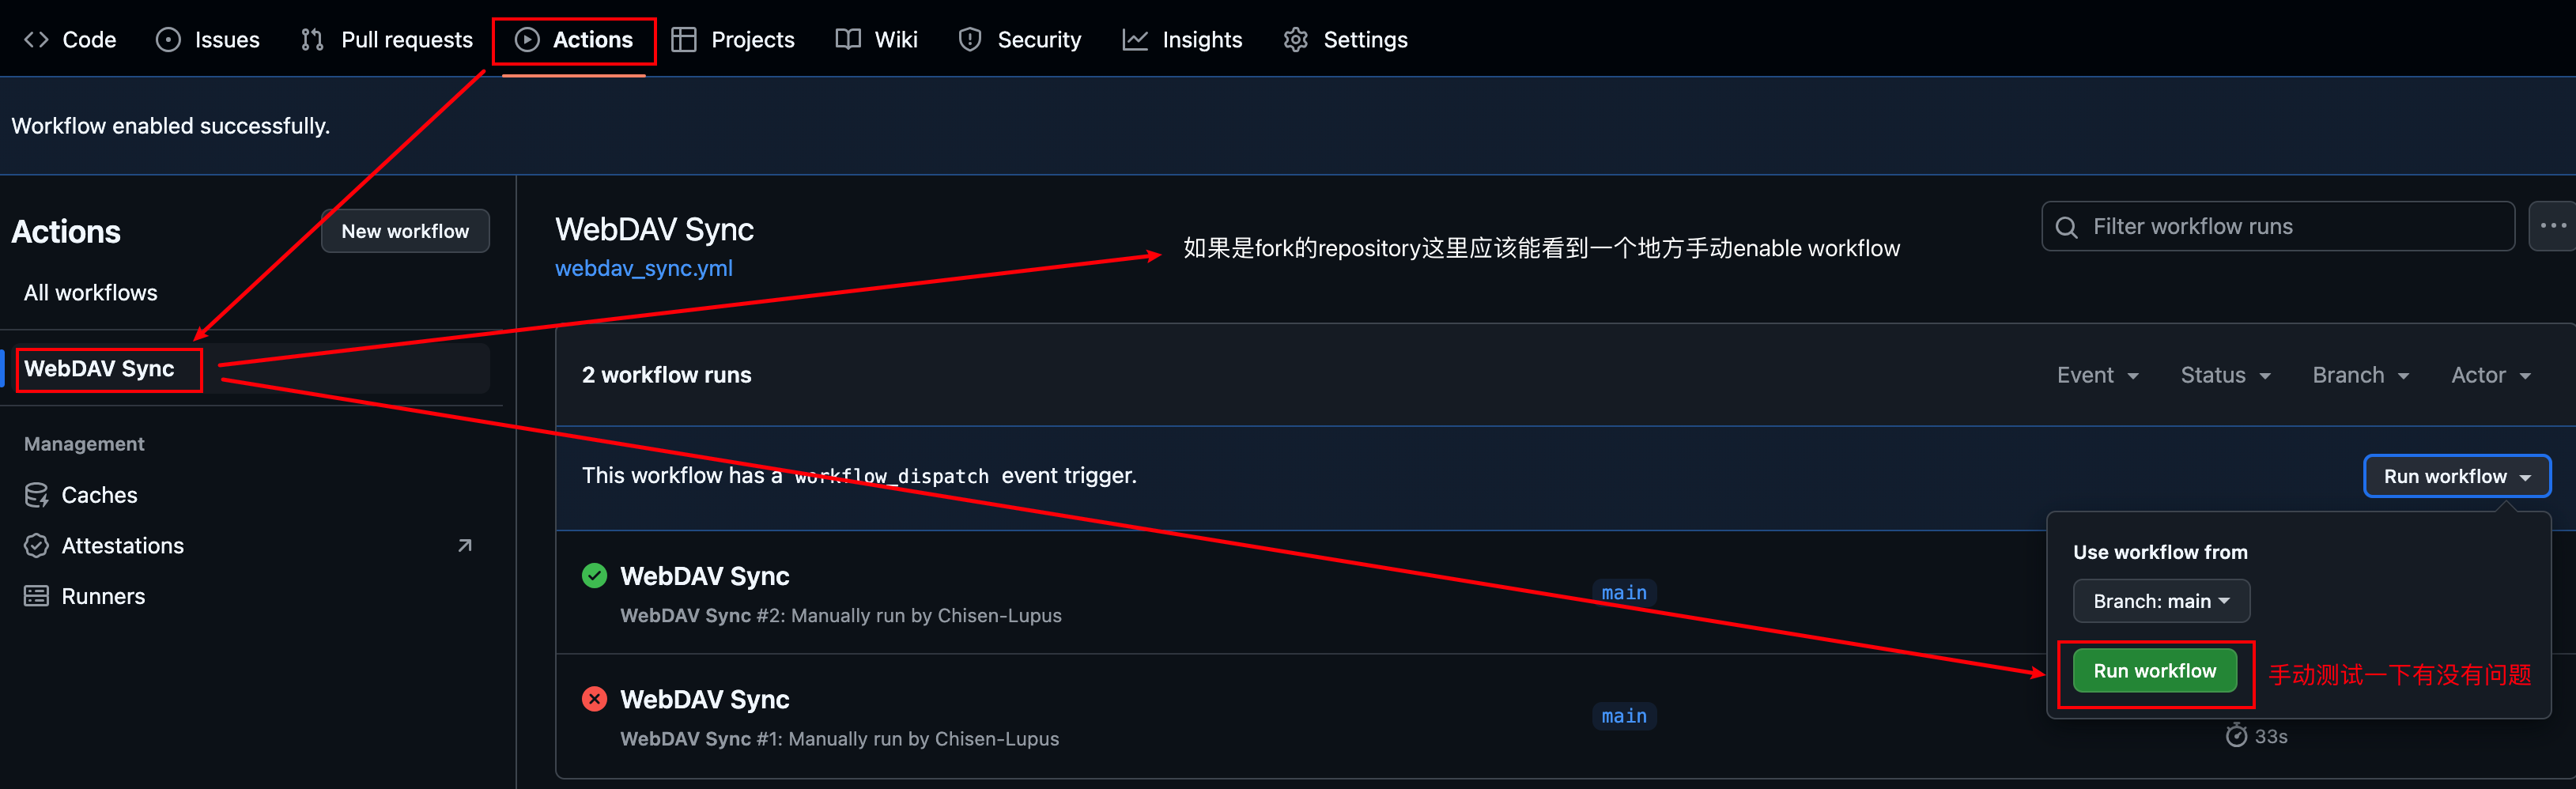 Code Issues Pull requests Actions Projects Wiki Security Insights Settings
Workflow enabled successfully.
Actions
New workflow
All workflows
WebDAV Sync
Management
Caches
Attestations
Runners
WebDAV Sync
webdav_sync.yml
如果是fork的repository这里应该能看到一个地方手动enable workflow
Filter workflow runs
2 workflow runs
Event Status Branch Actor
This workflow has a workflow_dispatch event trigger.
Run workflow
Use workflow from
Branch: main
Run workflow
手动测试一下有没有问题
WebDAV Sync
main
WebDAV Sync #2: Manually run by Chisen-Lupus
WebDAV Sync
main
WebDAV Sync #1: Manually run by Chisen-Lupus
33s